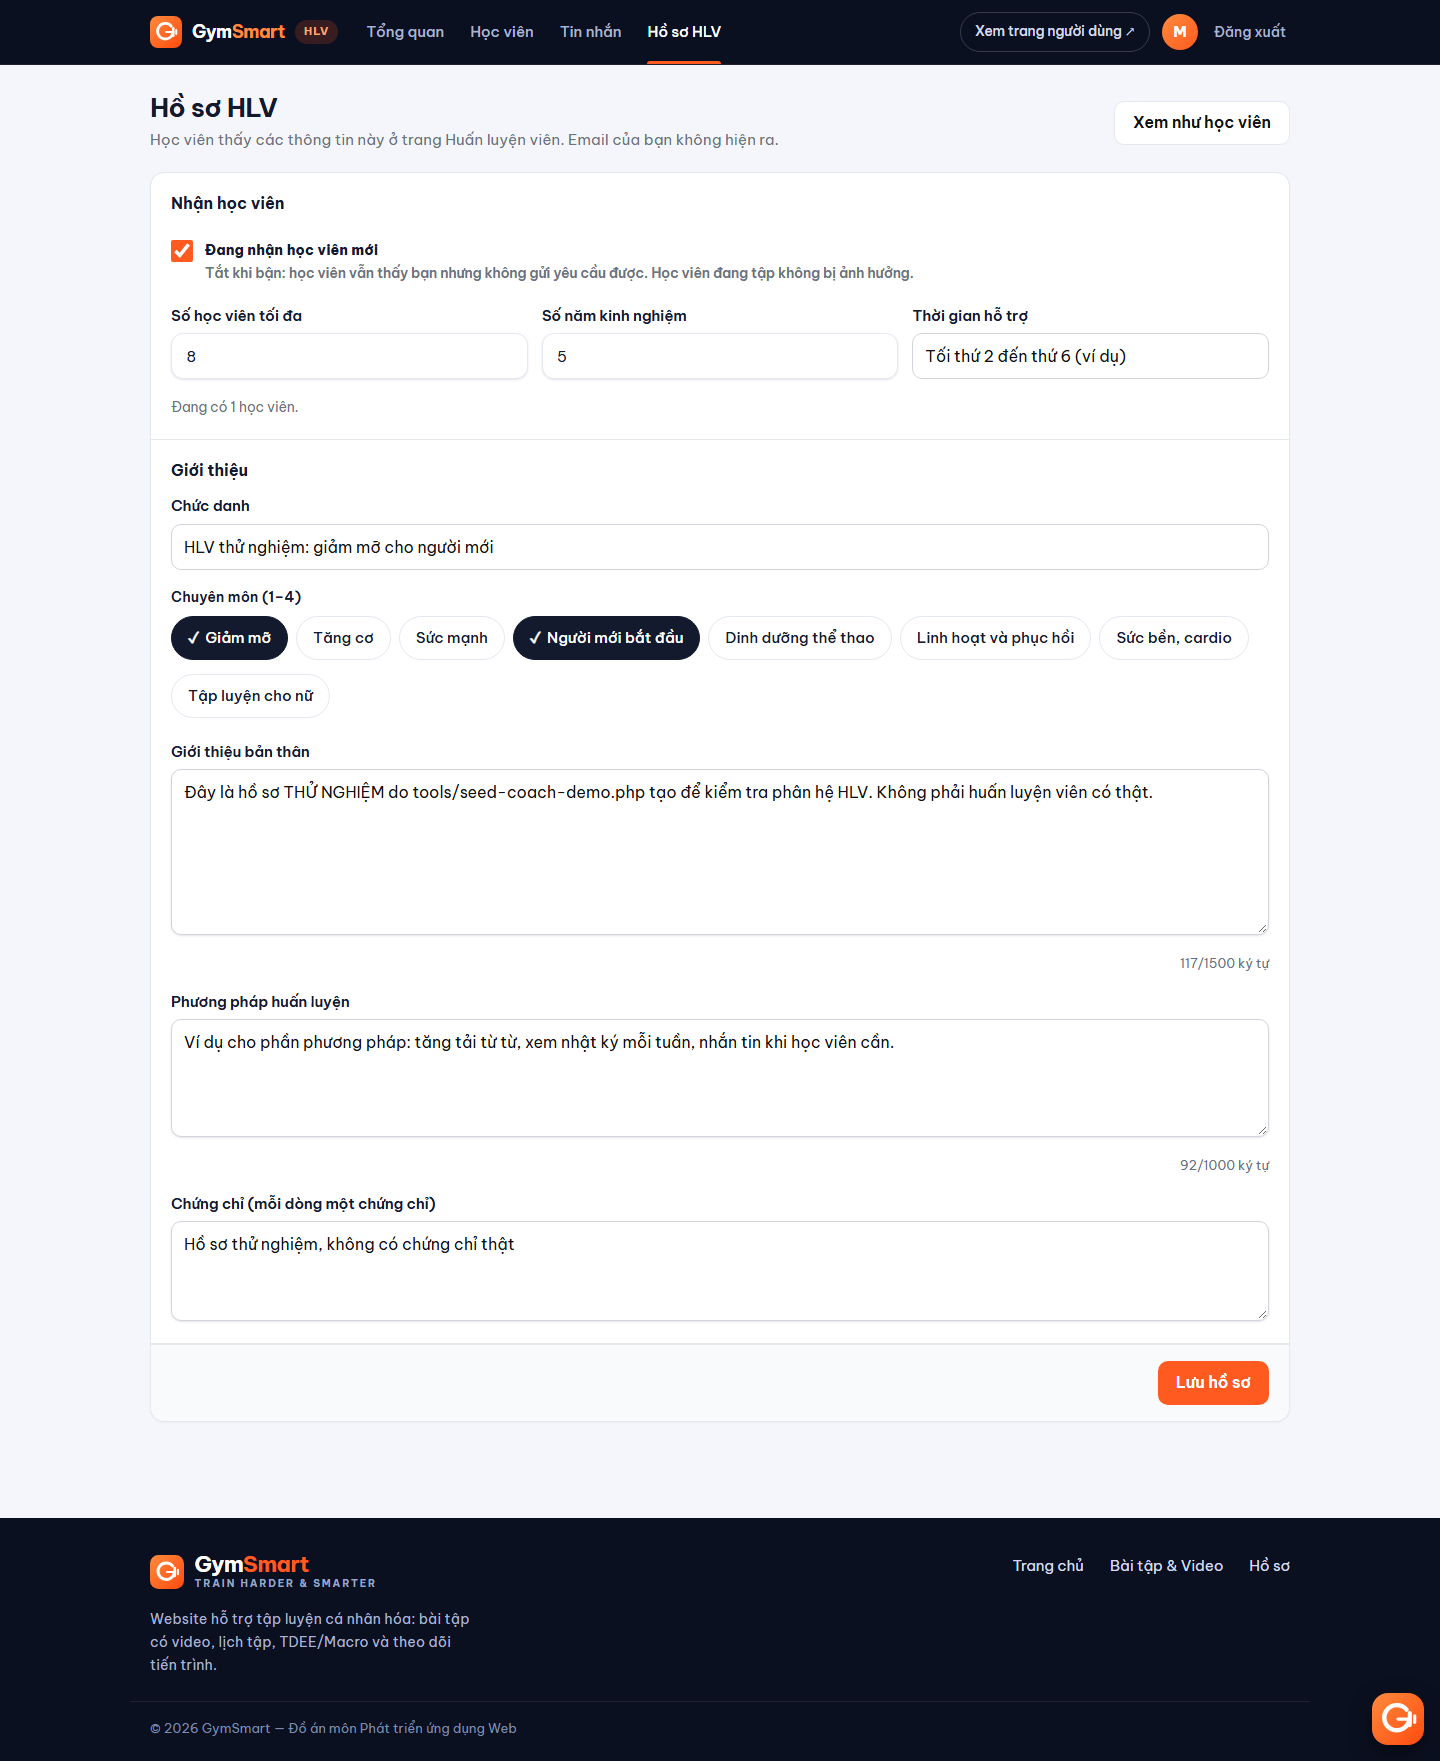 GymSmart HLV Tổng quan Học viên Tin nhắn Hồ sơ HLV Xem trang người dùng ↗ M Đăng xuất
Hồ sơ HLV
Học viên thấy các thông tin này ở trang Huấn luyện viên. Email của bạn không hiện ra.
Xem như học viên
Nhận học viên
Đang nhận học viên mới
Tắt khi bận: học viên vẫn thấy bạn nhưng không gửi yêu cầu được. Học viên đang tập không bị ảnh hưởng.
Số học viên tối đa Số năm kinh nghiệm Thời gian hỗ trợ
8 5 Tối thứ 2 đến thứ 6 (ví dụ)
Đang có 1 học viên.
Giới thiệu
Chức danh
HLV thử nghiệm: giảm mỡ cho người mới
Chuyên môn (1–4)
✓ Giảm mỡ Tăng cơ Sức mạnh ✓ Người mới bắt đầu Dinh dưỡng thể thao Linh hoạt và phục hồi Sức bền, cardio
Tập luyện cho nữ
Giới thiệu bản thân
Đây là hồ sơ THỬ NGHIỆM do tools/seed-coach-demo.php tạo để kiểm tra phân hệ HLV. Không phải huấn luyện viên có thật.
117/1500 ký tự
Phương pháp huấn luyện
Ví dụ cho phần phương pháp: tăng tải từ từ, xem nhật ký mỗi tuần, nhắn tin khi học viên cần.
92/1000 ký tự
Chứng chỉ (mỗi dòng một chứng chỉ)
Hồ sơ thử nghiệm, không có chứng chỉ thật
Lưu hồ sơ
GymSmart
TRAIN HARDER & SMARTER
Trang chủ Bài tập & Video Hồ sơ
Website hỗ trợ tập luyện cá nhân hóa: bài tập
có video, lịch tập, TDEE/Macro và theo dõi
tiến trình.
© 2026 GymSmart — Đồ án môn Phát triển ứng dụng Web